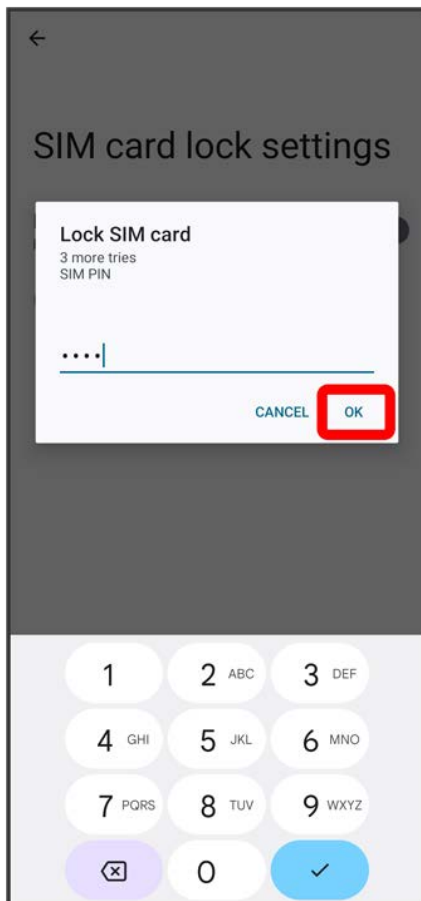 SIM card lock settings
Lock SIM card
3 more tries
SIM PIN
••••
CANCEL OK
1 2 ABC 3 DEF
4 GHI 5 JKL 6 MNO
7 PQRS 8 TUV 9 WXYZ
0